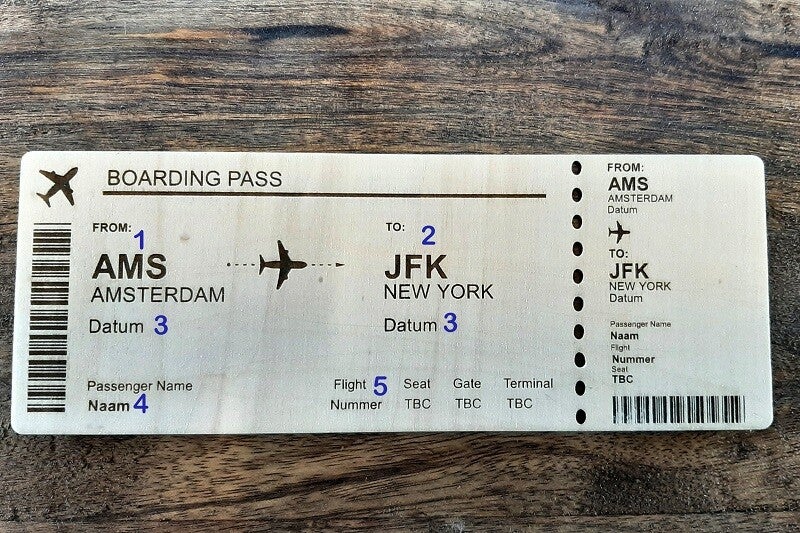 BOARDING PASS
FROM: 1
AMS
AMSTERDAM
Datum 3
TO: 2
JFK
NEW YORK
Datum 3
Passenger Name
Naam 4
Flight 5 Seat Gate Terminal
Nummer TBC TBC TBC
FROM:
AMS
AMSTERDAM
Datum
TO:
JFK
NEW YORK
Datum
Passenger Name
Naam
Flight
Nummer
Seat
TBC